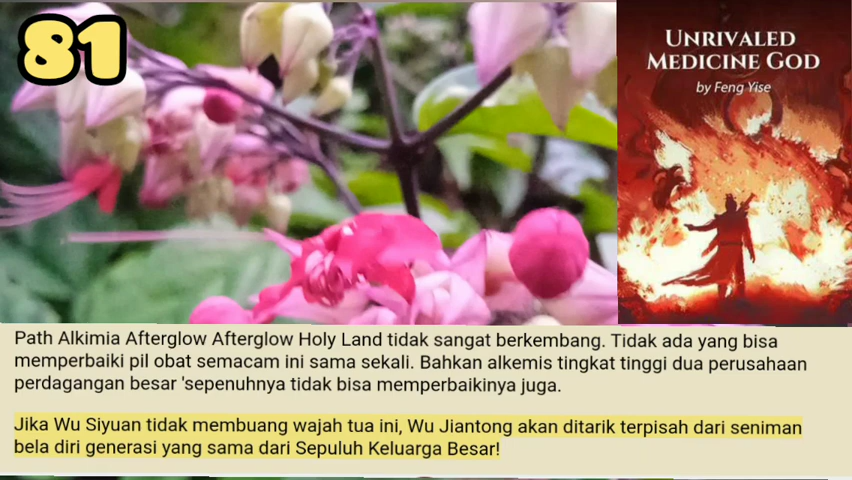 81
UNRIVALED
MEDICINE GOD
by Feng Yise
Path Alkimia Afterglow Afterglow Holy Land tidak sangat berkembang. Tidak ada yang bisa
memperbaiki pil obat semacam ini sama sekali. Bahkan alkemis tingkat tinggi dua perusahaan
perdagangan besar 'sepenuhnya tidak bisa memperbaikinya juga.
Jika Wu Siyuan tidak membuang wajah tua ini, Wu Jiantong akan ditarik terpisah dari seniman
bela diri generasi yang sama dari Sepuluh Keluarga Besar!